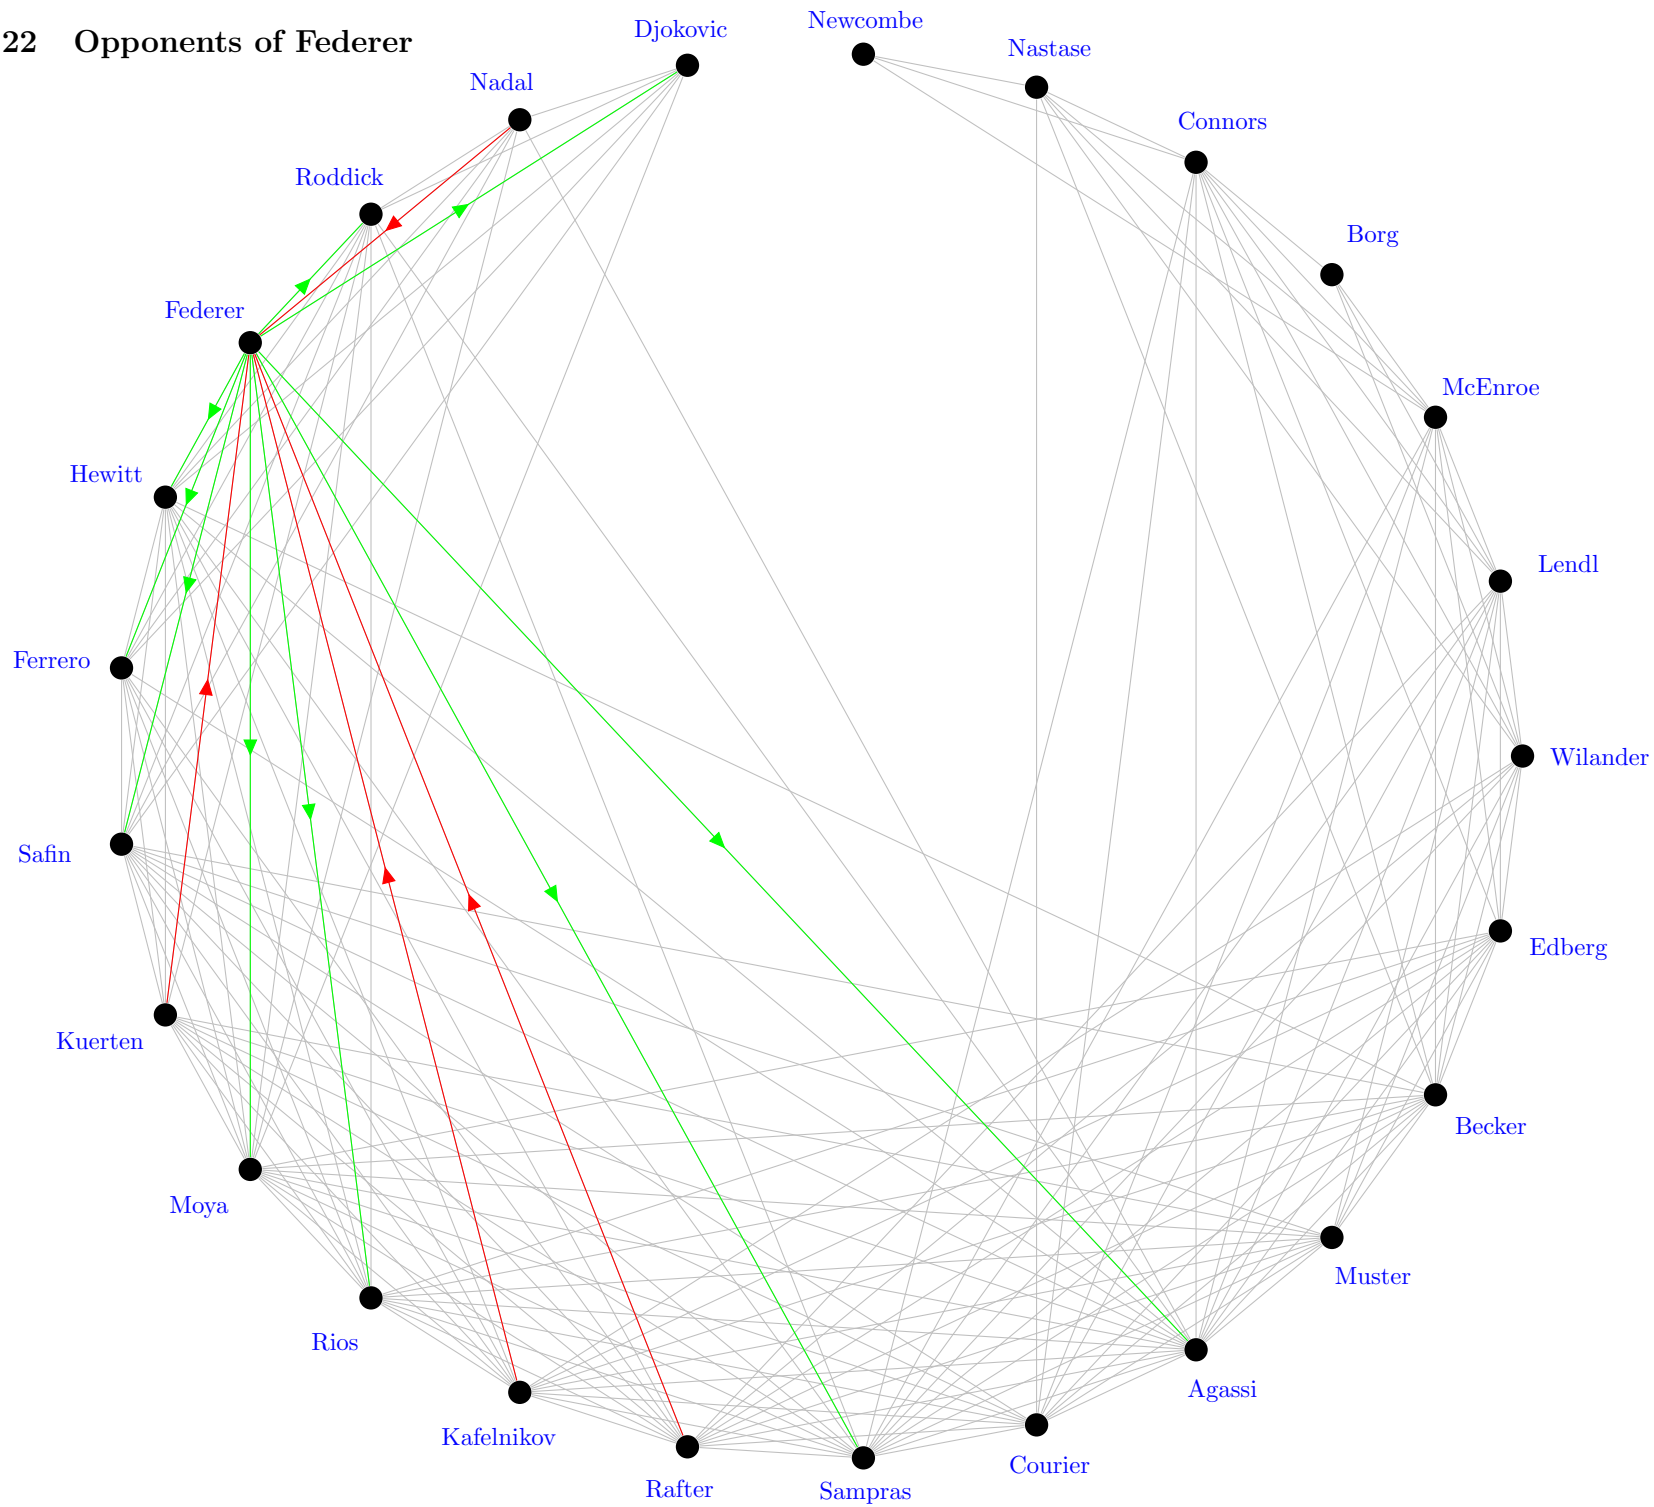 22 Opponents of Federer
Djokovic
Newcombe
Nastase
Nadal
Connors
Roddick
Borg
Federer
McEnroe
Hewitt
Lendl
Ferrero
Wilander
Safin
Edberg
Kuerten
Becker
Moya
Muster
Rios
Agassi
Kafelnikov
Courier
Rafter
Sampras